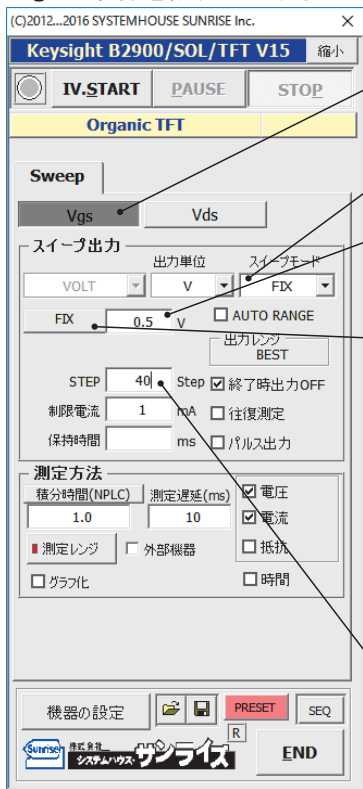 (C)2012...2016 SYSTEMHOUSE SUNRISE Inc.
Keysight B2900/SOL/TFT V15 縮小
IV.START PAUSE STOP
Organic TFT
Sweep
Vgs Vds
スイープ出力
出力単位 スイープモード
VOLT V FIX
FIX 0.5 V AUTO RANGE
出力レンジ
BEST
STEP 40 Step 終了時出力OFF
制限電流 1 mA 往復測定
保持時間 ms パルス出力
測定方法
積分時間(NPLC) 測定遅延(ms) 電圧
1.0 10 電流
測定レンジ 外部機器 抵抗
グラフ化 時間
機器の設定 PRESET SEQ
R
Sunrise 株式会社 システムハウス・サンライズ END